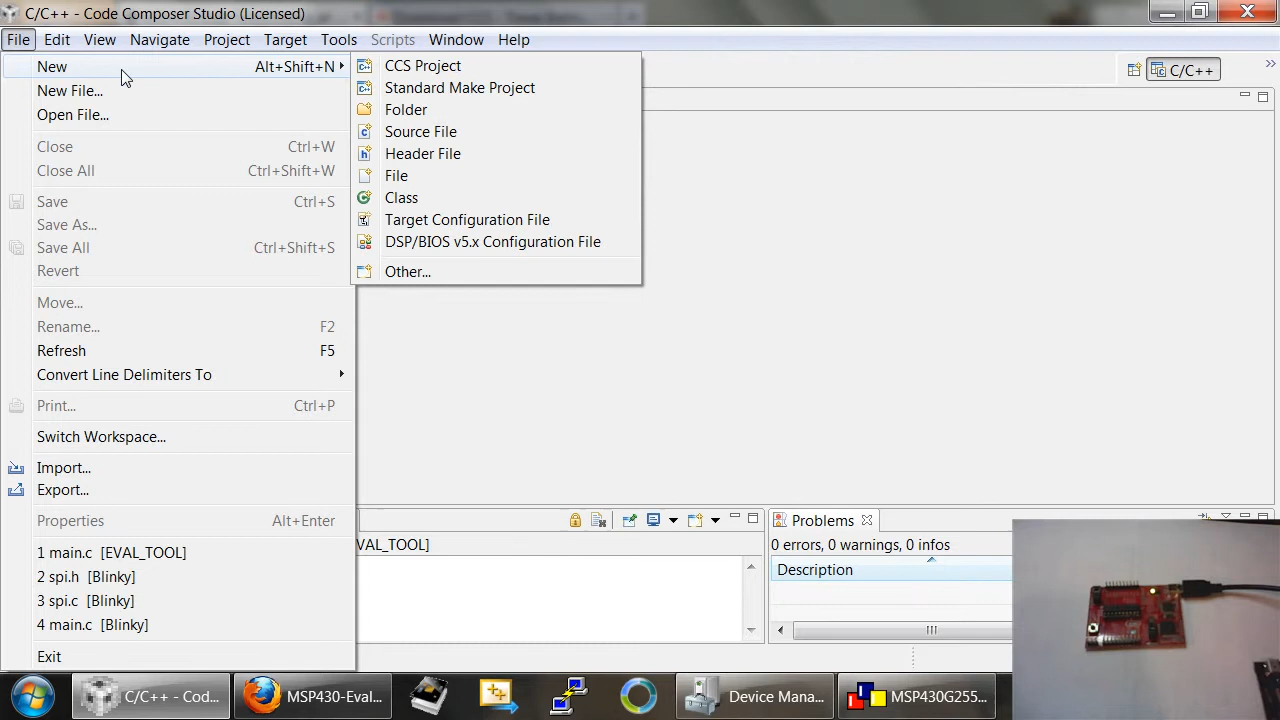 C/C++ - Code Composer Studio (Licensed)
File Edit View Navigate Project Target Tools Scripts Window Help
New Alt+Shift+N
New File...
Open File...
Close Ctrl+W
Close All Ctrl+Shift+W
Save Ctrl+S
Save As...
Save All Ctrl+Shift+S
Revert
Move...
Rename... F2
Refresh F5
Convert Line Delimiters To
Print... Ctrl+P
Switch Workspace...
Import...
Export...
Properties Alt+Enter
1 main.c [EVAL_TOOL]
2 spi.h [Blinky]
3 spi.c [Blinky]
4 main.c [Blinky]
Exit
CCS Project
Standard Make Project
Folder
Source File
Header File
File
Class
Target Configuration File
DSP/BIOS v5.x Configuration File
Other...
C/C++
VAL_TOOL]
Problems
0 errors, 0 warnings, 0 infos
Description
C/C++ - Cod...
MSP430-Eval...
Device Mana...
MSP430G255...